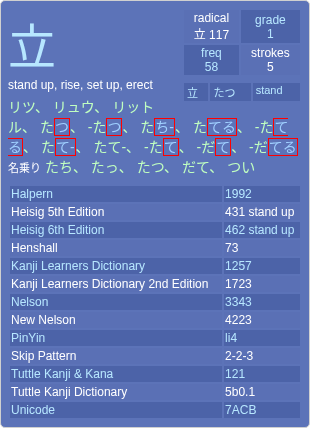 立
radical
立 117
grade
1
freq
58
strokes
5
stand up, rise, set up, erect
立 たつ stand
リツ、 リュウ、 リット
ル、 たつ、 -たつ、 たち-、 たてる、 -たて
る、 たて-、 たて-、 -たて、 -だて、 -だてる
名乗り たち、 たっ、 たつ、 だて、 つい
Halpern 1992
Heisig 5th Edition 431 stand up
Heisig 6th Edition 462 stand up
Henshall 73
Kanji Learners Dictionary 1257
Kanji Learners Dictionary 2nd Edition 1723
Nelson 3343
New Nelson 4223
PinYin li4
Skip Pattern 2-2-3
Tuttle Kanji & Kana 121
Tuttle Kanji Dictionary 5b0.1
Unicode 7ACB